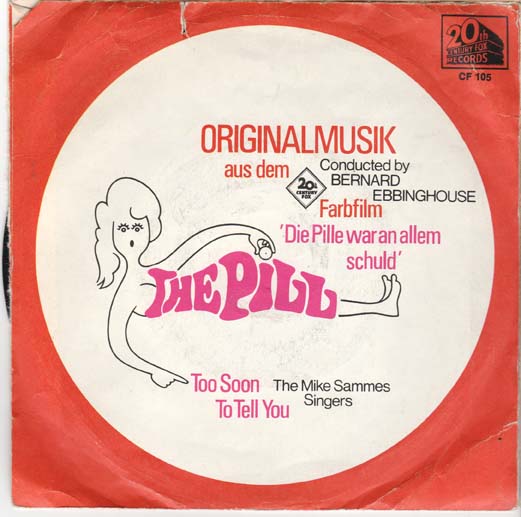 20th
CENTURY FOX
RECORDS
CF 105
ORIGINALMUSIK
aus dem
20th
CENTURY
FOX
Conducted by
BERNARD
EBBINGHOUSE
Farbfilm
'Die Pille war an allem
schuld'
THE PILL
Too Soon
To Tell You
The Mike Sammes
Singers